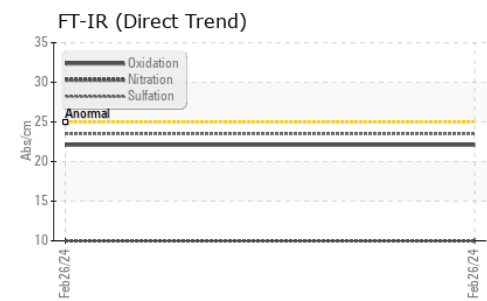 FT-IR (Direct Trend)
35
Oxidation
Nitration
Sulfation
30
Anormal
25
Abs/cm
20
15
10
Feb26/24
Feb26/24